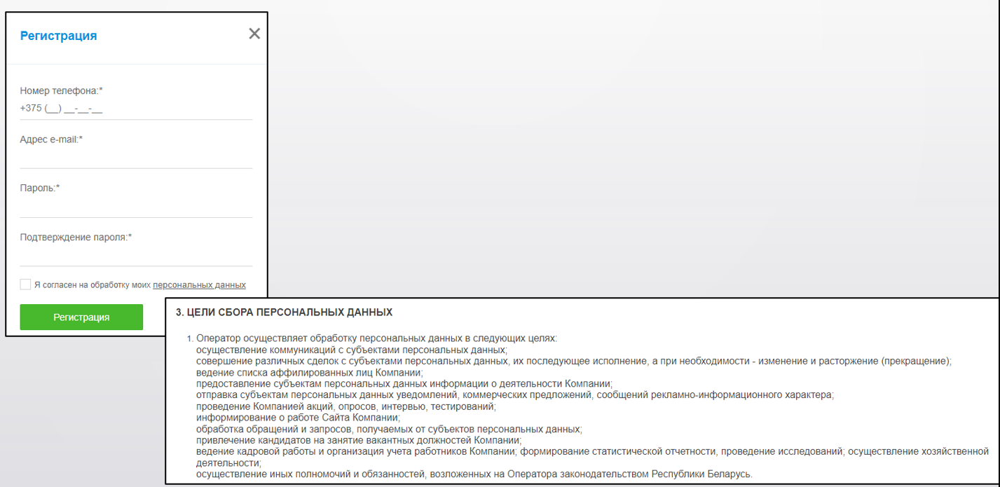 Регистрация
Номер телефона:*
+375 (__) __-__-__
Адрес e-mail:*
Пароль:*
Подтверждение пароля:*
Я согласен на обработку моих персональных данных
Регистрация
3. ЦЕЛИ СБОРА ПЕРСОНАЛЬНЫХ ДАННЫХ
1. Оператор осуществляет обработку персональных данных в следующих целях:
осуществление коммуникаций с субъектами персональных данных;
совершение различных сделок с субъектами персональных данных, их последующее исполнение, а при необходимости - изменение и расторжение (прекращение);
ведение списка аффилированных лиц Компании;
предоставление субъектам персональных данных информации о деятельности Компании;
отправка субъектам персональных данных уведомлений, коммерческих предложений, сообщений рекламно-информационного характера;
проведение Компанией акций, опросов, интервью, тестирований;
информирование о работе Сайта Компании;
обработка обращений и запросов, получаемых от субъектов персональных данных;
привлечение кандидатов на занятие вакантных должностей Компании;
ведение кадровой работы и организация учета работников Компании; формирование статистической отчетности, проведение исследований; осуществление хозяйственной
деятельности;
осуществление иных полномочий и обязанностей, возложенных на Оператора законодательством Республики Беларусь.